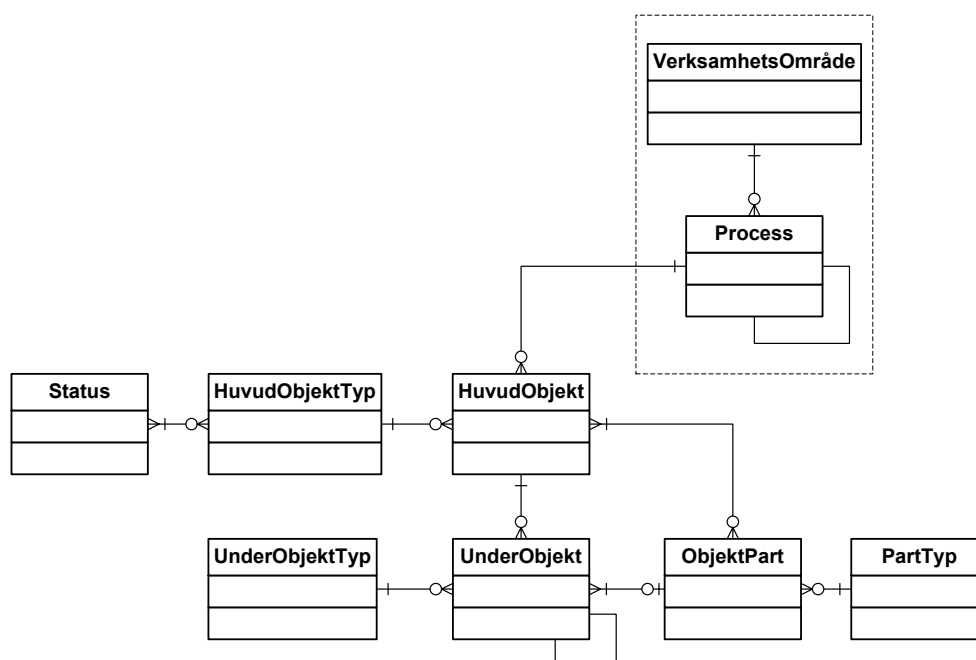 VerksamhetsOmråde
Process
Status
HuvudObjektTyp
HuvudObjekt
UnderObjektTyp
UnderObjekt
ObjektPart
PartTyp